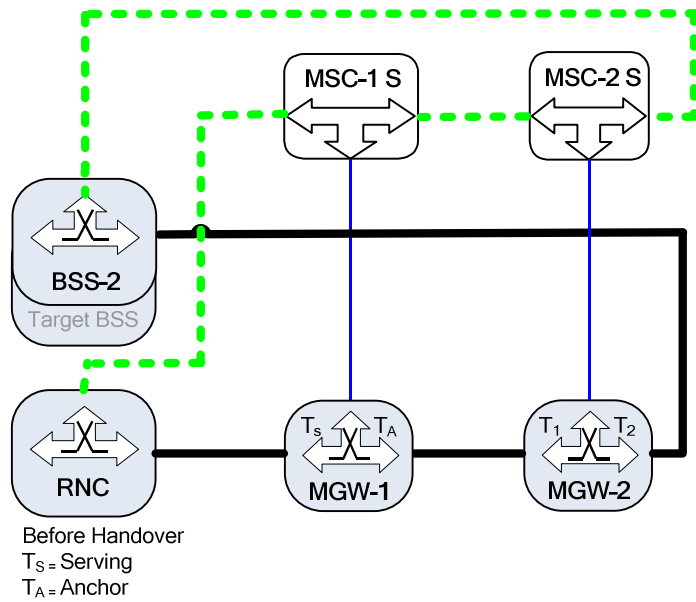 MSC-1 S
MSC-2 S
BSS-2
Target BSS
Ts TA
T1 T2
RNC
MGW-1
MGW-2
Before Handover
TS = Serving
TA = Anchor